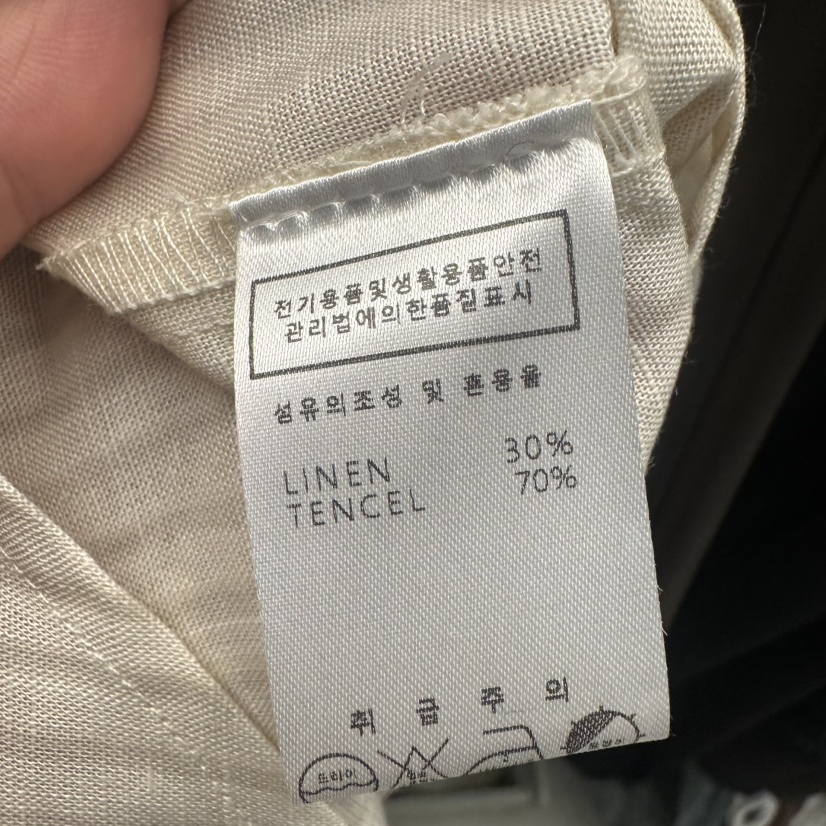 전기용품및생활용품안전
관리법에의한품질표시
섬유의조성 및 혼용율
LINEN 30%
TENCEL 70%
취 급 주 의
드라이